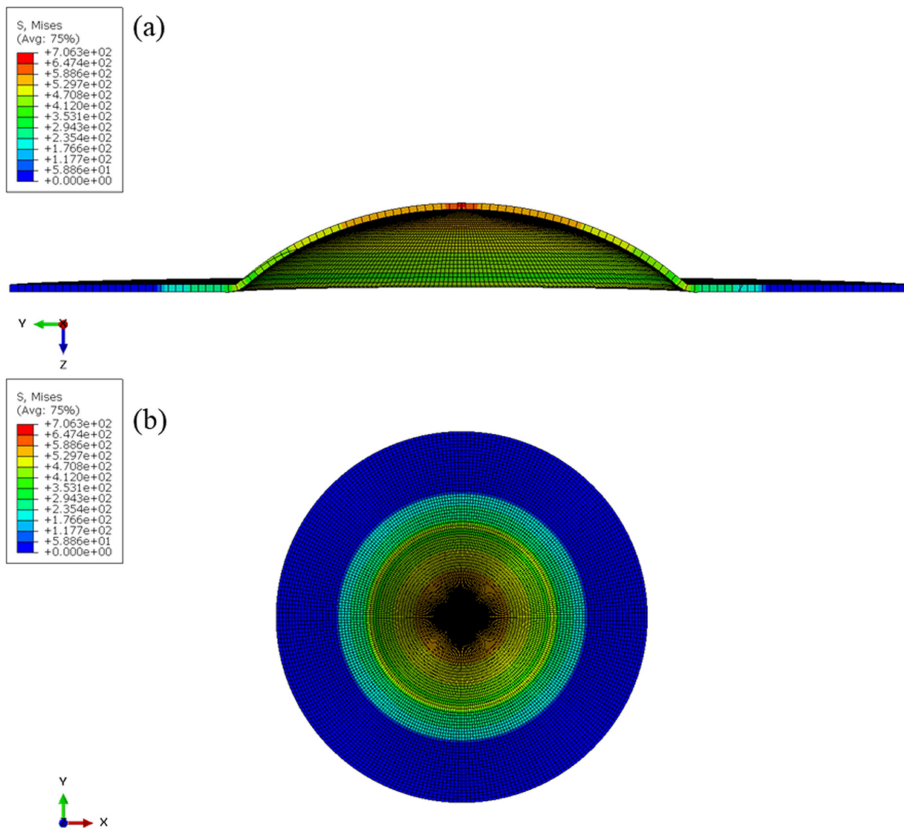 S, Mises
(Avg: 75%)
+7.063e+02
+6.474e+02
+5.886e+02
+5.297e+02
+4.708e+02
+4.120e+02
+3.531e+02
+2.943e+02
+2.354e+02
+1.766e+02
+1.177e+02
+5.886e+01
+0.000e+00
(a)
Y
Z
S, Mises
(Avg: 75%)
+7.063e+02
+6.474e+02
+5.886e+02
+5.297e+02
+4.708e+02
+4.120e+02
+3.531e+02
+2.943e+02
+2.354e+02
+1.766e+02
+1.177e+02
+5.886e+01
+0.000e+00
(b)
Y
X